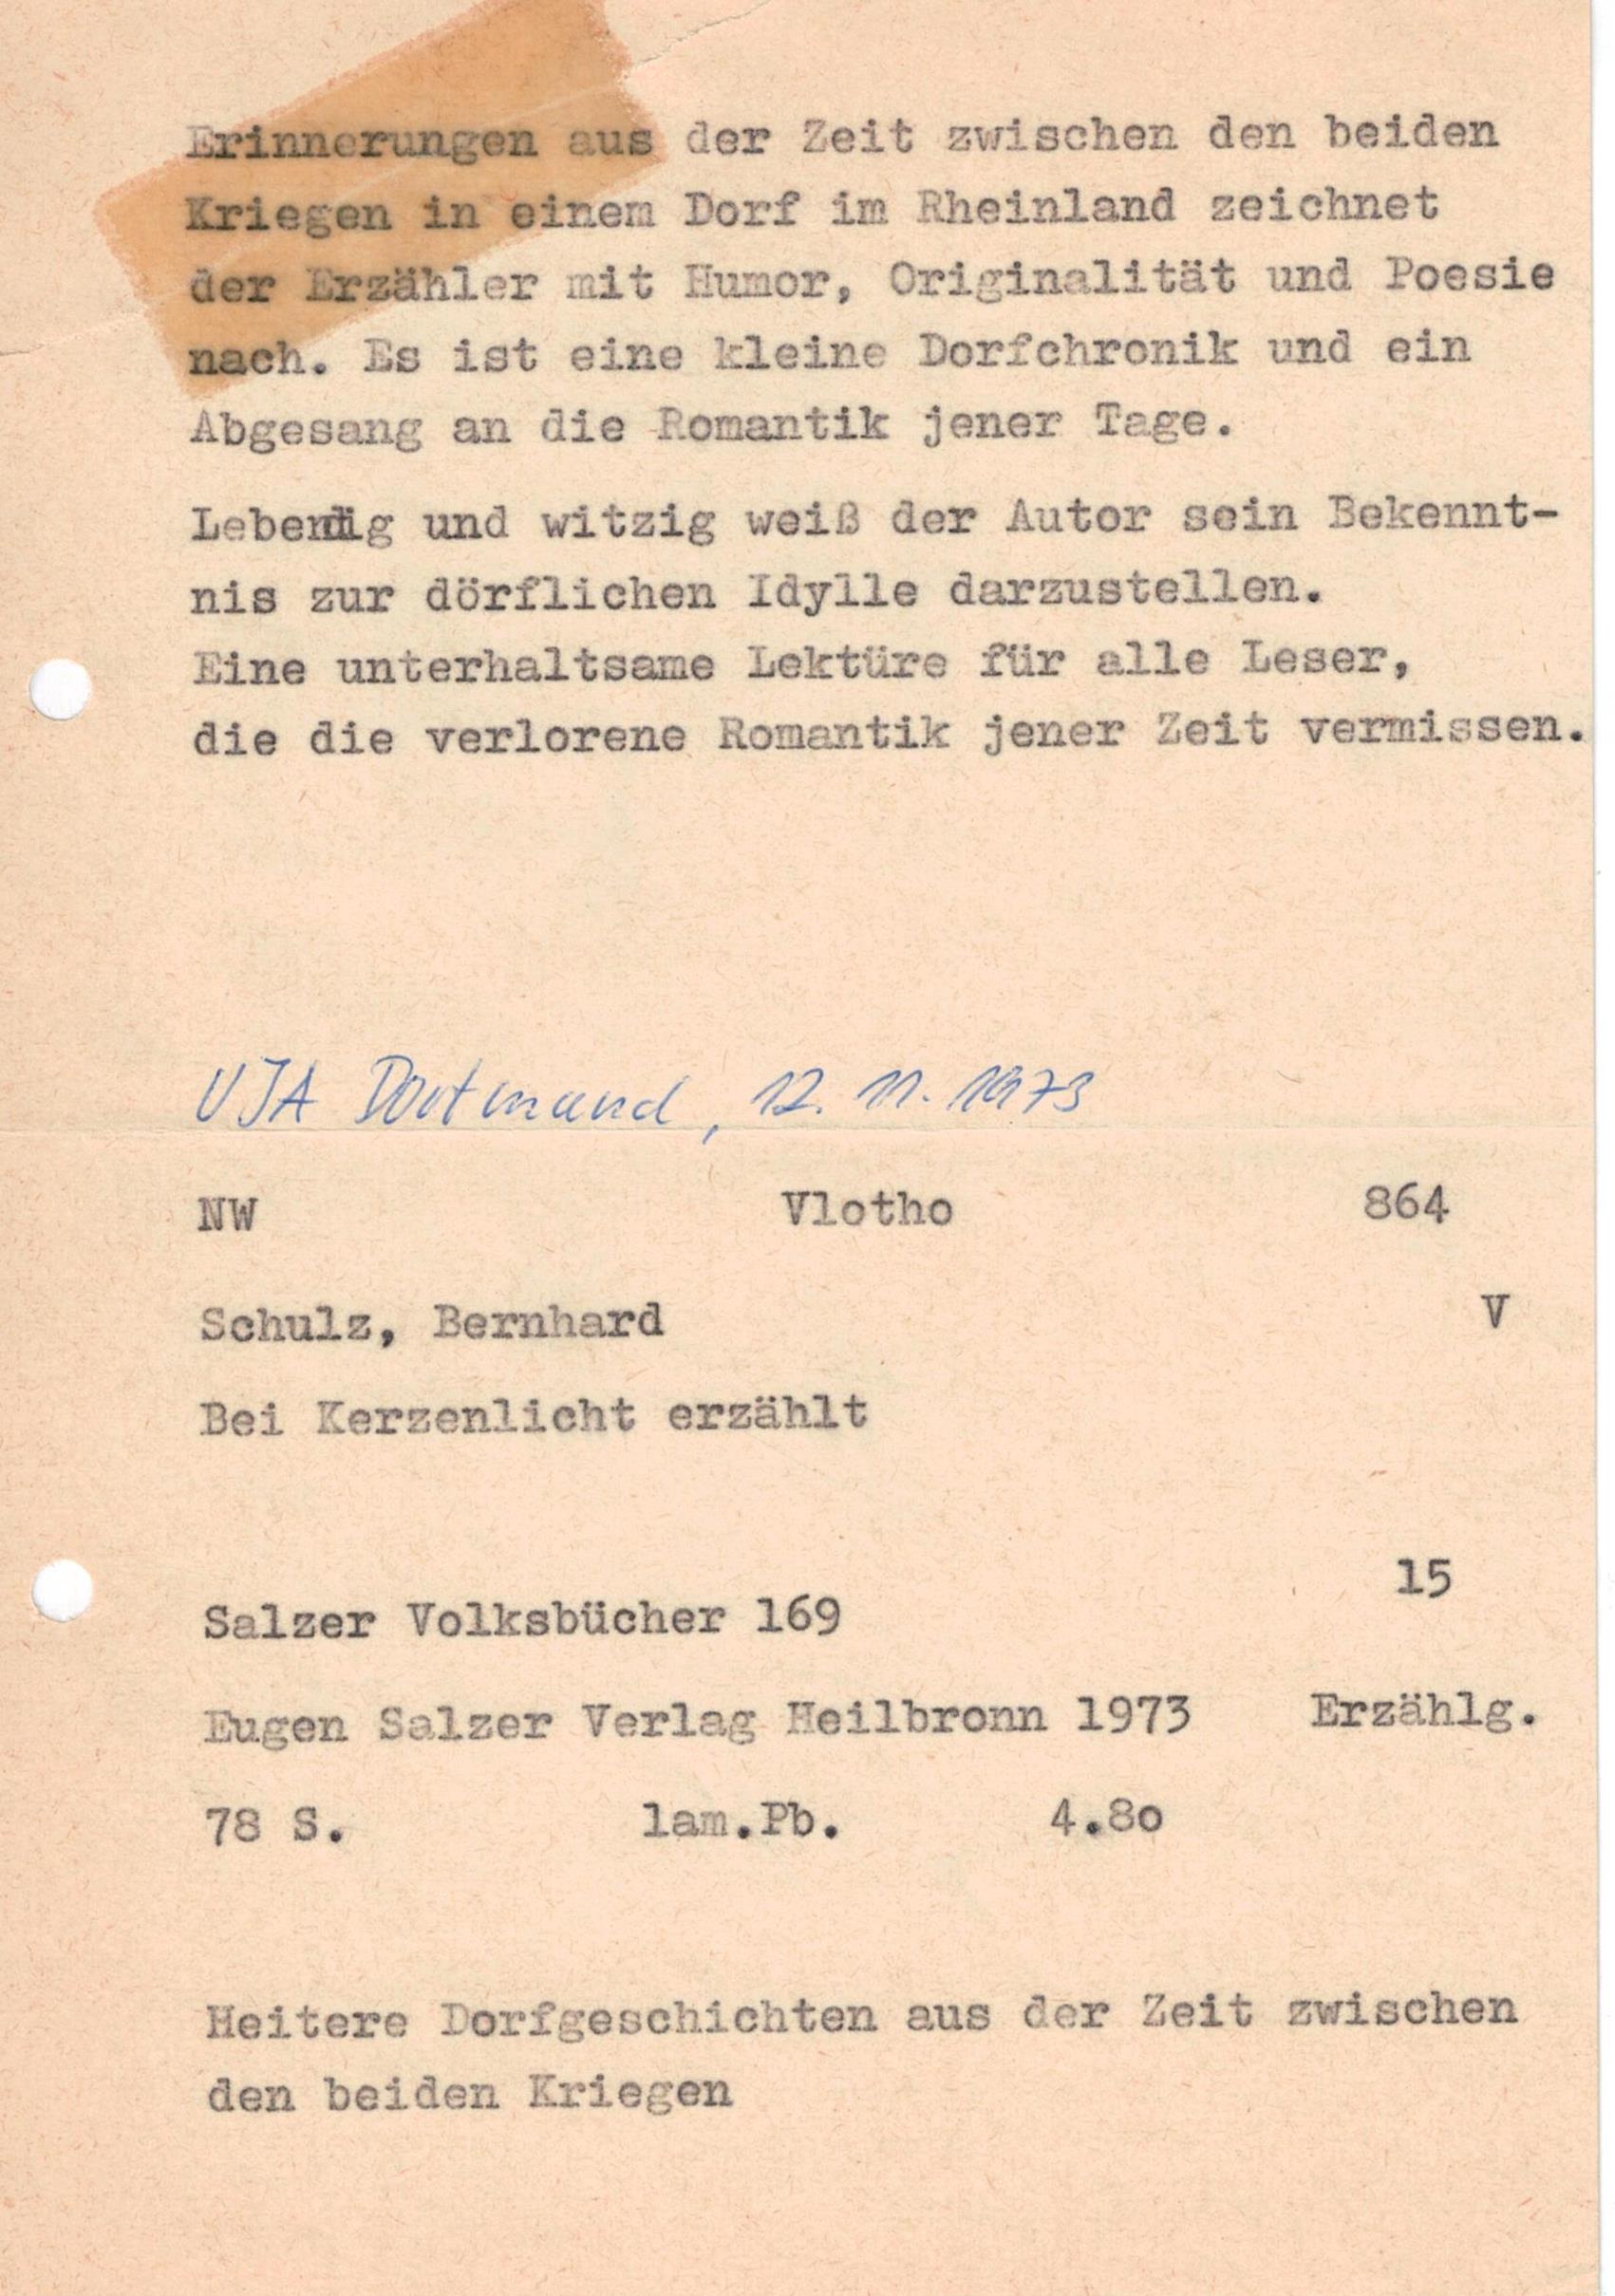 Erinnerungen aus der Zeit zwischen den beiden
Kriegen in einem Dorf im Rheinland zeichnet
der Erzähler mit Humor, Originalität und Poesie
nach. Es ist eine kleine Dorfchronik und ein
Abgesang an die Romantik jener Tage.
Lebendig und witzig weiß der Autor sein Bekennt-
nis zur dörflichen Idylle darzustellen.
Eine unterhaltsame Lektüre für alle Leser,
die die verlorene Romantik jener Zeit vermissen.
VJA Dortmund, 12. 11. 1973
NW Vlotho 864
Schulz, Bernhard V
Bei Kerzenlicht erzählt
15
Salzer Volksbücher 169
Eugen Salzer Verlag Heilbronn 1973 Erzählg.
78 S. lam.Pb. 4.80
Heitere Dorfgeschichten aus der Zeit zwischen
den beiden Kriegen